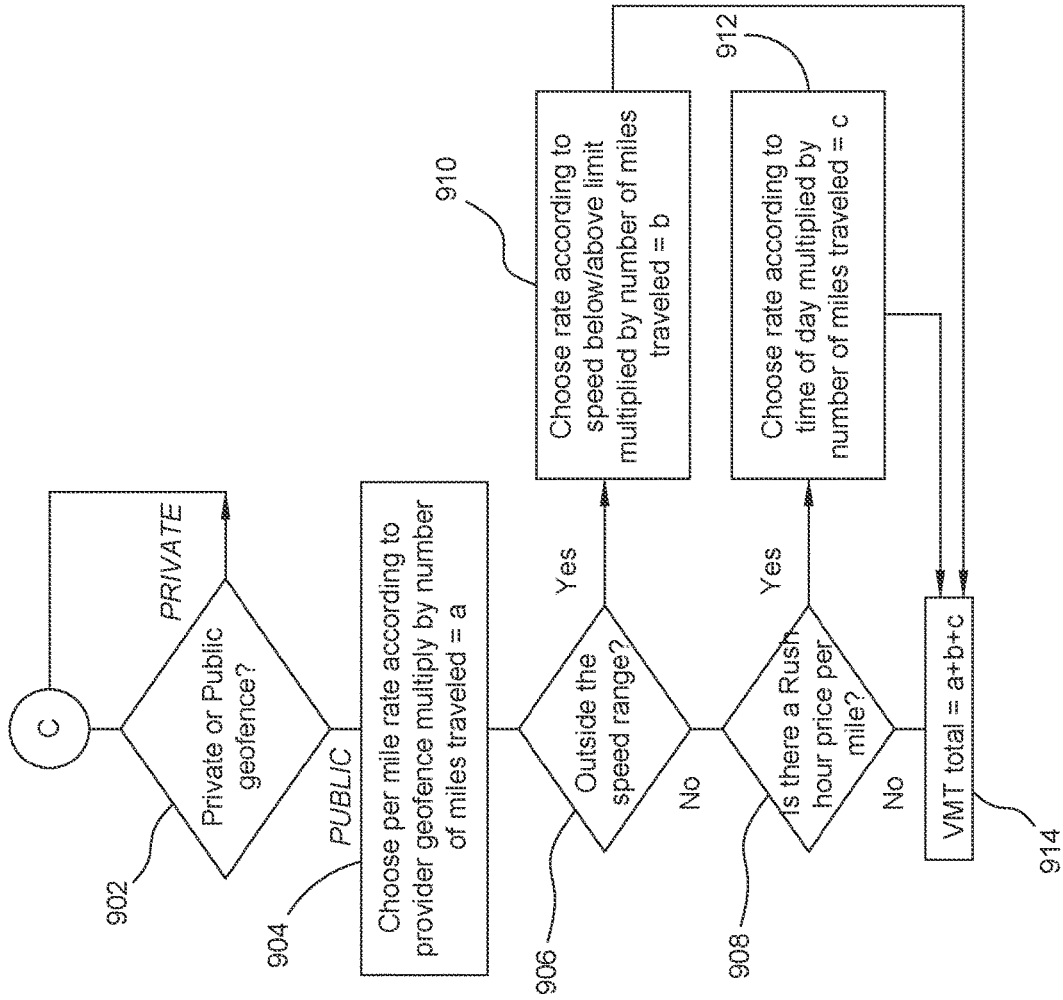 C
902
Private or Public
geofence?
PRIVATE
PUBLIC
904
Choose per mile rate according to
provider geofence multiply by number
of miles traveled = a
906
Outside the
speed range?
Yes
No
910
Choose rate according to
speed below/above limit
multiplied by number of miles
traveled = b
908
Is there a Rush
hour price per
mile?
Yes
No
912
Choose rate according to
time of day multiplied by
number of miles traveled = c
VMT total = a+b+c
914